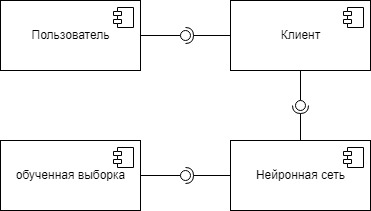 Пользователь
Клиент
обученная выборка
Нейронная сеть